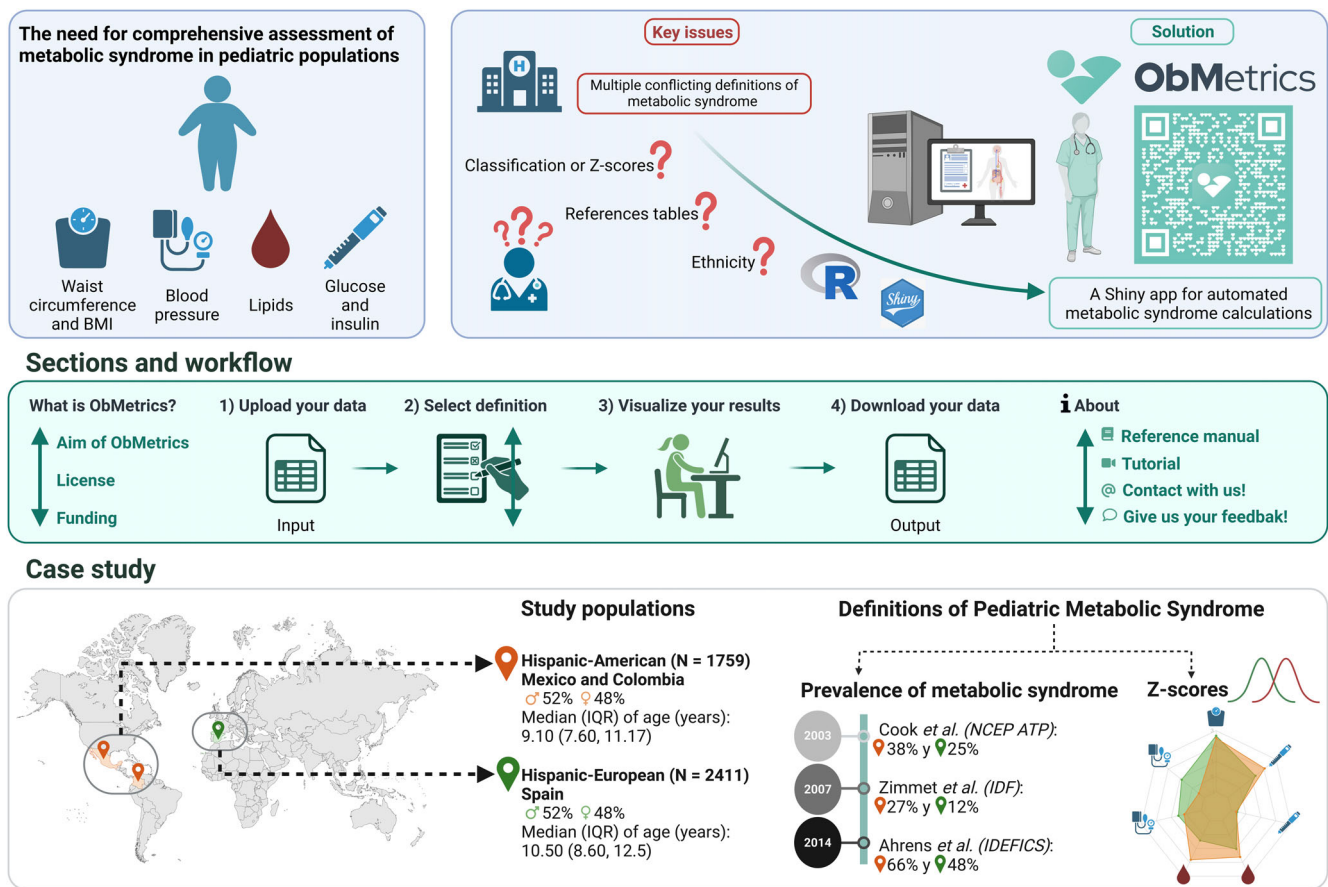 The need for comprehensive assessment of
metabolic syndrome in pediatric populations
Waist
circumference
and BMI
Blood
pressure
Lipids
Glucose
and
insulin
Key issues
H
Multiple conflicting definitions of
metabolic syndrome
Classification or Z-scores?
References tables?
Ethnicity?
???
R
Shiny
Solution
ObMetrics
A Shiny app for automated
metabolic syndrome calculations
Sections and workflow
What is ObMetrics?
Aim of ObMetrics
License
Funding
1) Upload your data
Input
2) Select definition
3) Visualize your results
4) Download your data
Output
i About
Reference manual
Tutorial
@ Contact with us!
Give us your feedbak!
Case study
Study populations
Hispanic-American (N = 1759)
Mexico and Colombia
♂ 52% ♀ 48%
Median (IQR) of age (years):
9.10 (7.60, 11.17)
Hispanic-European (N = 2411)
Spain
♂ 52% ♀ 48%
Median (IQR) of age (years):
10.50 (8.60, 12.5)
Definitions of Pediatric Metabolic Syndrome
Prevalence of metabolic syndrome
2003
Cook et al. (NCEP ATP):
38% y 25%
2007
Zimmet et al. (IDF):
27% y 12%
2014
Ahrens et al. (IDEFICS):
66% y 48%
Z-scores